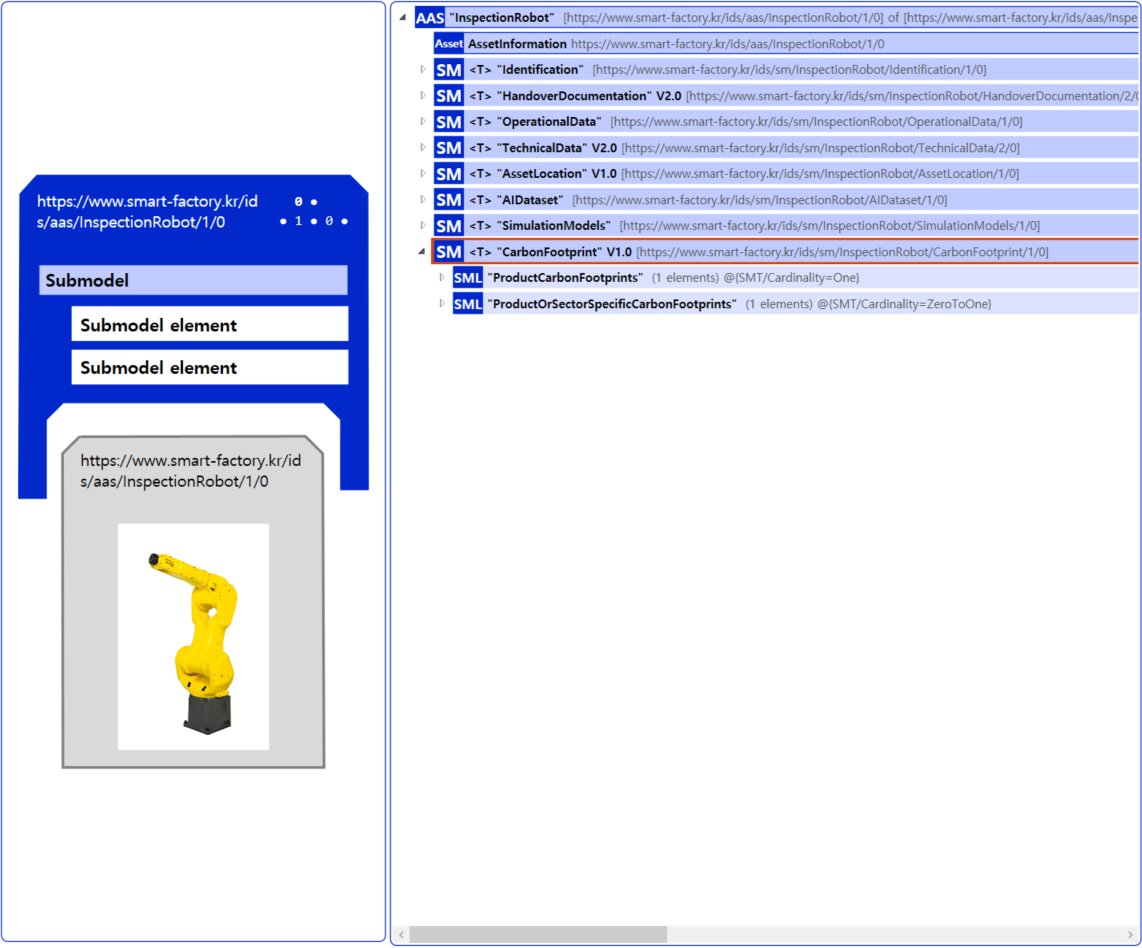 https://www.smart-factory.kr/id
s/aas/InspectionRobot/1/0
0 ●
● 1 ● 0 ●
Submodel
Submodel element
Submodel element
https://www.smart-factory.kr/id
s/aas/InspectionRobot/1/0
AAS "InspectionRobot" [https://www.smart-factory.kr/ids/aas/InspectionRobot/1/0] of [https://www.smart-factory.kr/ids/aas/Inspe
Asset AssetInformation https://www.smart-factory.kr/ids/aas/InspectionRobot/1/0
SM <T> "Identification" [https://www.smart-factory.kr/ids/sm/InspectionRobot/Identification/1/0]
SM <T> "HandoverDocumentation" V2.0 [https://www.smart-factory.kr/ids/sm/InspectionRobot/HandoverDocumentation/2/0
SM <T> "OperationalData" [https://www.smart-factory.kr/ids/sm/InspectionRobot/OperationalData/1/0]
SM <T> "TechnicalData" V2.0 [https://www.smart-factory.kr/ids/sm/InspectionRobot/TechnicalData/2/0]
SM <T> "AssetLocation" V1.0 [https://www.smart-factory.kr/ids/sm/InspectionRobot/AssetLocation/1/0]
SM <T> "AIDataset" [https://www.smart-factory.kr/ids/sm/InspectionRobot/AIDataset/1/0]
SM <T> "SimulationModels" [https://www.smart-factory.kr/ids/sm/InspectionRobot/SimulationModels/1/0]
SM <T> "CarbonFootprint" V1.0 [https://www.smart-factory.kr/ids/sm/InspectionRobot/CarbonFootprint/1/0]
SML "ProductCarbonFootprints" (1 elements) @{SMT/Cardinality=One}
SML "ProductOrSectorSpecificCarbonFootprints" (1 elements) @{SMT/Cardinality=ZeroToOne}